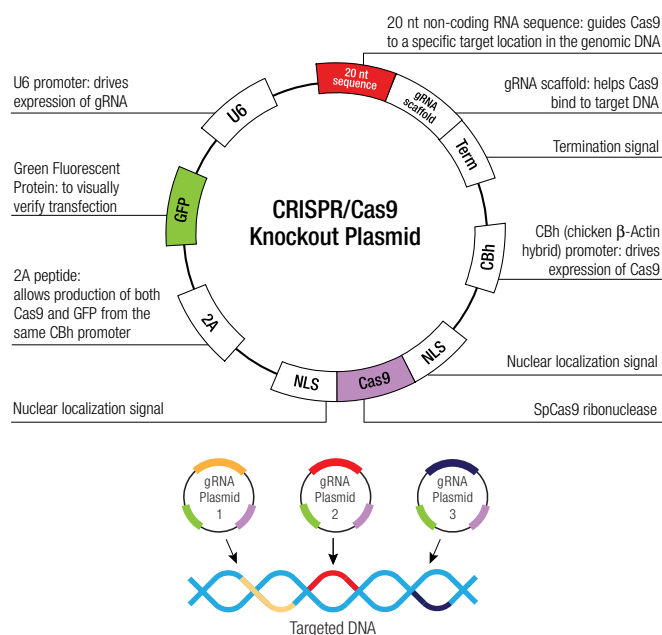 20 nt non-coding RNA sequence: guides Cas9
to a specific target location in the genomic DNA
U6 promoter: drives
expression of gRNA
gRNA scaffold: helps Cas9
bind to target DNA
Termination signal
Green Fluorescent
Protein: to visually
verify transfection
CBh (chicken β-Actin
hybrid) promoter: drives
expression of Cas9
2A peptide:
allows production of both
Cas9 and GFP from the
same CBh promoter
Nuclear localization signal
Nuclear localization signal
SpCas9 ribonuclease
CRISPR/Cas9
Knockout Plasmid
20 nt
sequence
gRNA
scaffold
Term
CBh
NLS
Cas9
NLS
2A
GFP
U6
gRNA
Plasmid
1
gRNA
Plasmid
2
gRNA
Plasmid
3
Targeted DNA